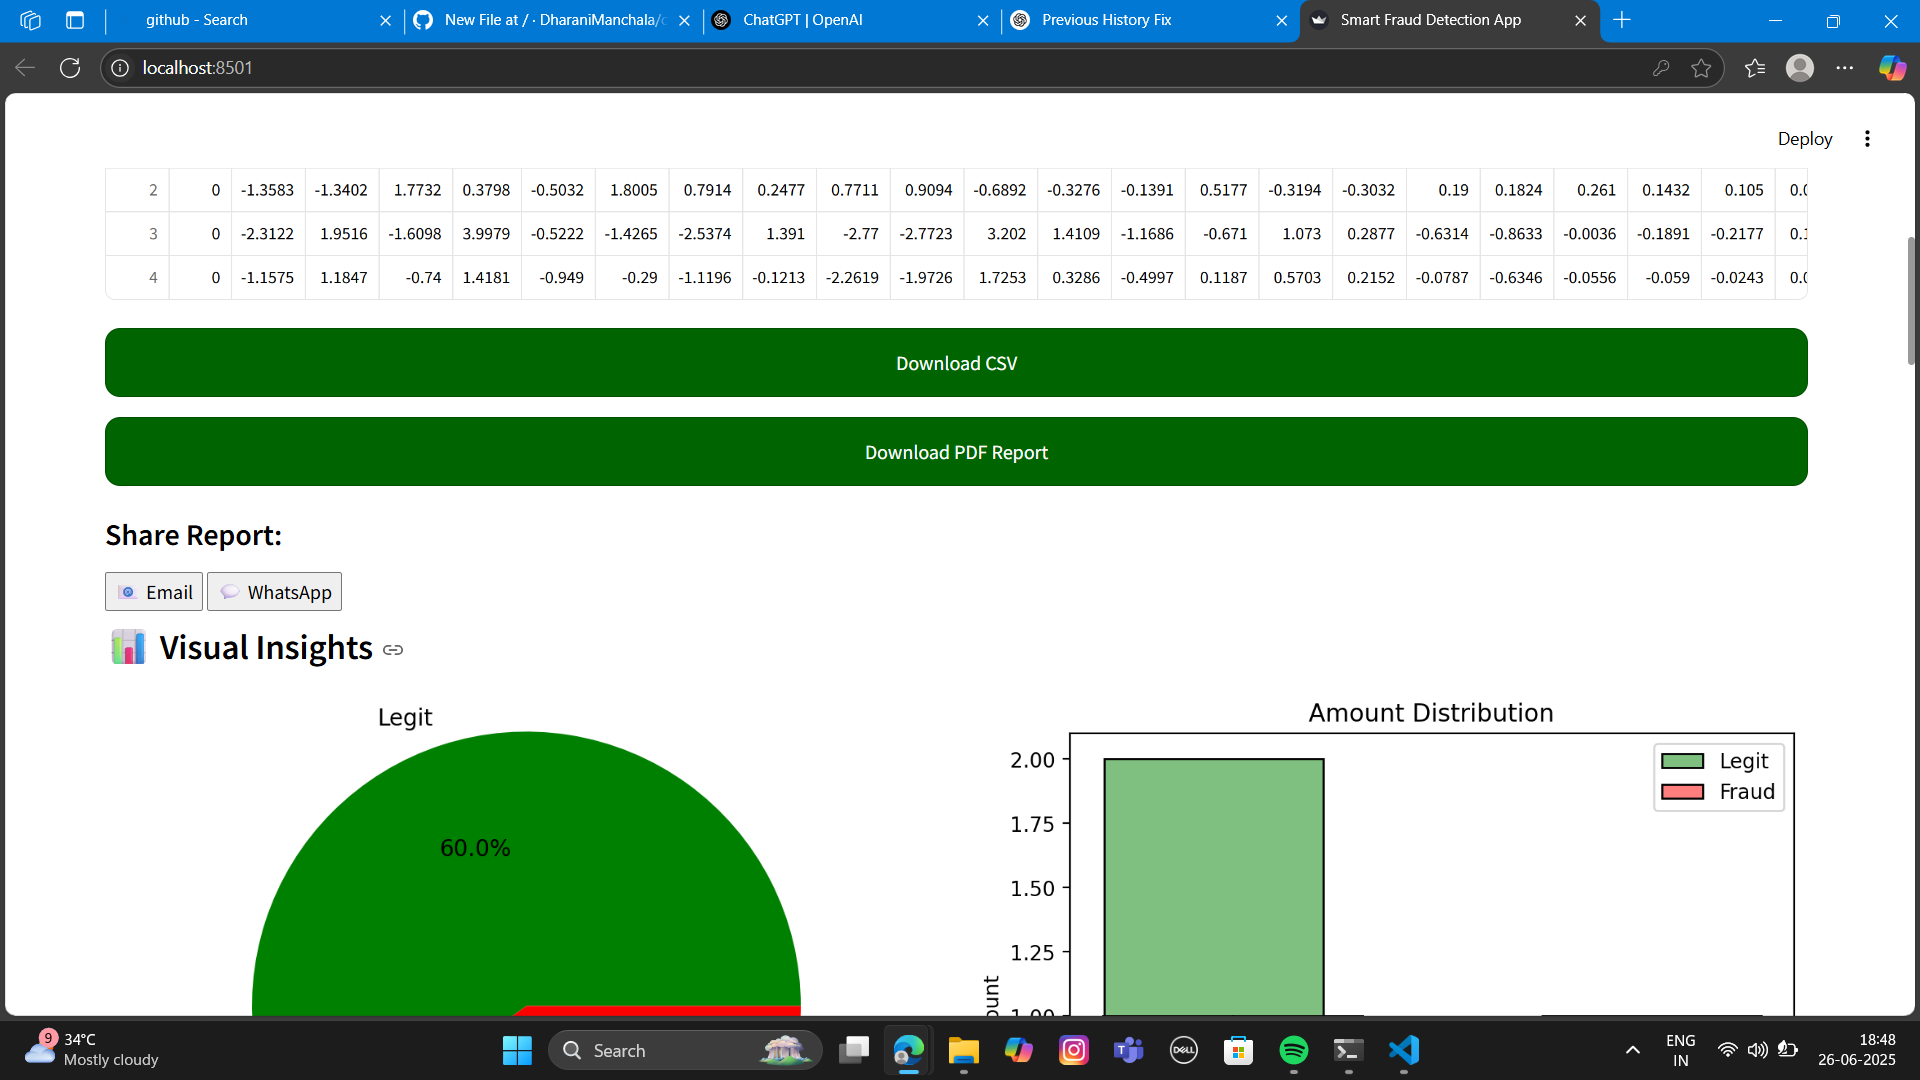 github - Search
New File at / · DharaniManchala/
ChatGPT | OpenAI
Previous History Fix
Smart Fraud Detection App
localhost:8501
Deploy
2 0 -1.3583 -1.3402 1.7732 0.3798 -0.5032 1.8005 0.7914 0.2477 0.7711 0.9094 -0.6892 -0.3276 -0.1391 0.5177 -0.3194 -0.3032 0.19 0.1824 0.261 0.1432 0.105
3 0 -2.3122 1.9516 -1.6098 3.9979 -0.5222 -1.4265 -2.5374 1.391 -2.77 -2.7723 3.202 1.4109 -1.1686 -0.671 1.073 0.2877 -0.6314 -0.8633 -0.0036 -0.1891 -0.2177
4 0 -1.1575 1.1847 -0.74 1.4181 -0.949 -0.29 -1.1196 -0.1213 -2.2619 -1.9726 1.7253 0.3286 -0.4997 0.1187 0.5703 0.2152 -0.0787 -0.6346 -0.0556 -0.059 -0.0243
Download CSV
Download PDF Report
Share Report:
Email
WhatsApp
Visual Insights
Legit
60.0%
Amount Distribution
Legit
Fraud
2.00
1.75
1.50
1.25
1.00
9
34°C
Mostly cloudy
Search
DELL
ENG
IN
18:48
26-06-2025